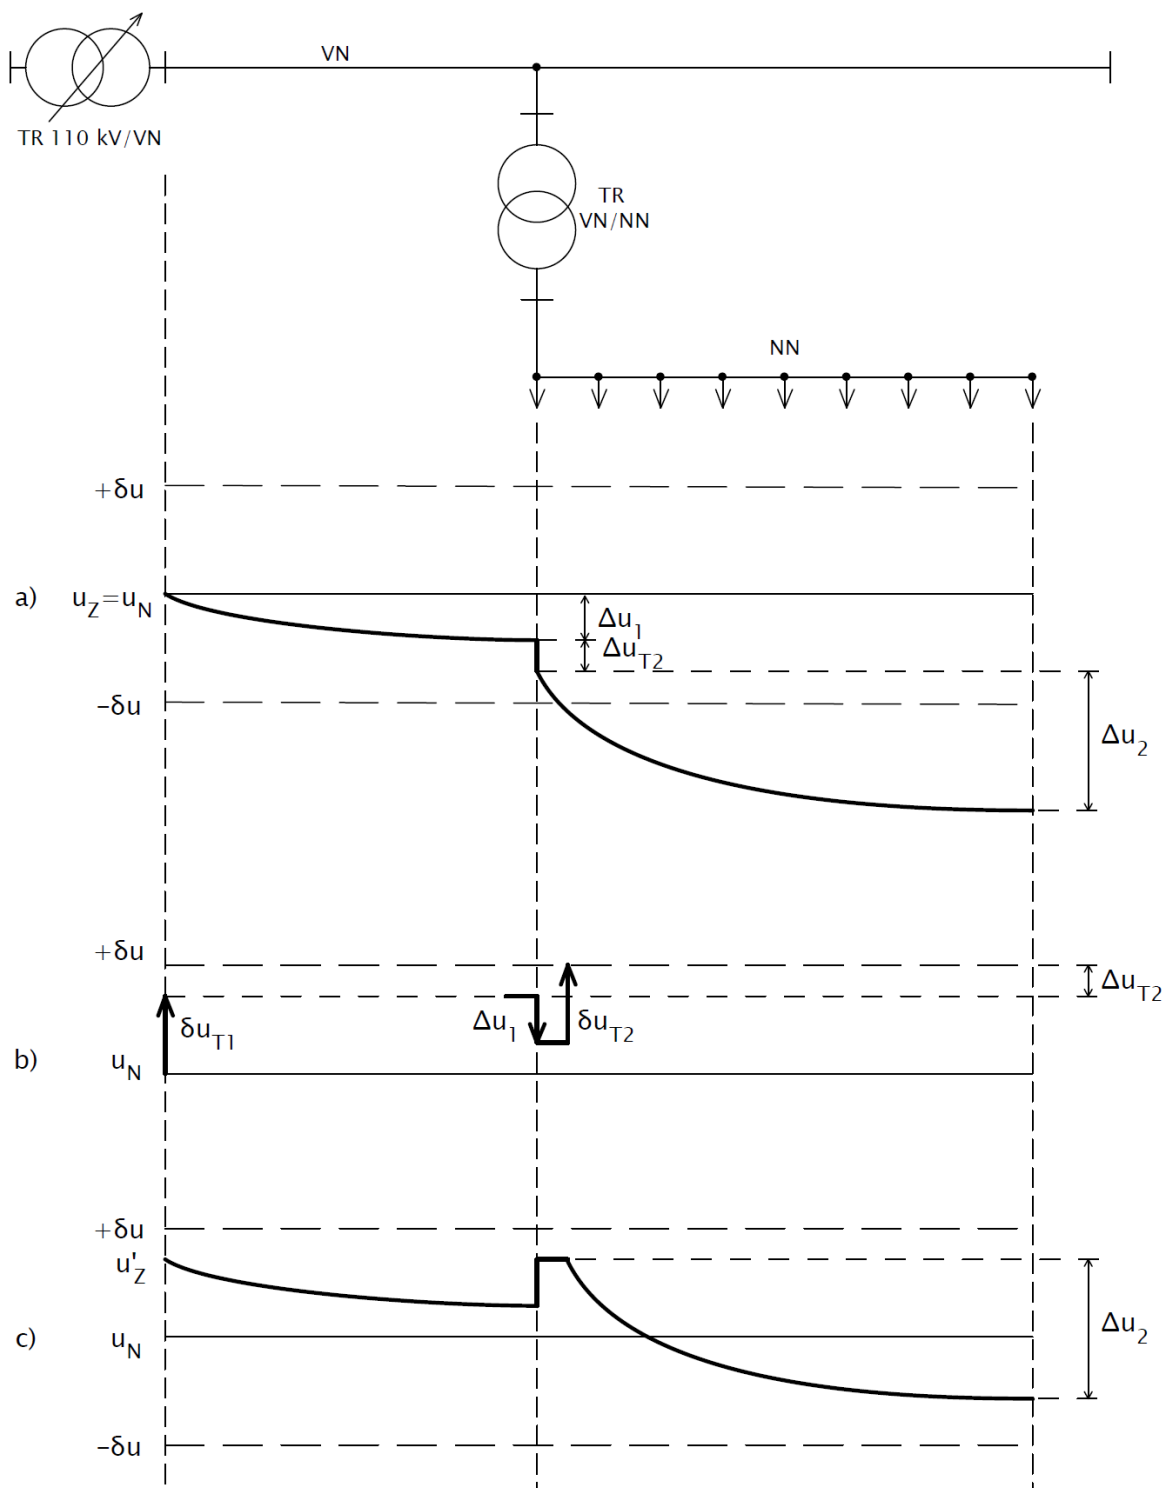 VN
TR 110 kV/VN
TR
VN/NN
NN
+δu
a) u_Z=u_N
Δu_1
Δu_T2
-δu
Δu_2
+δu
Δu_T2
δu_T1
Δu_1
δu_T2
b) u_N
+δu
u'_Z
Δu_2
c) u_N
-δu